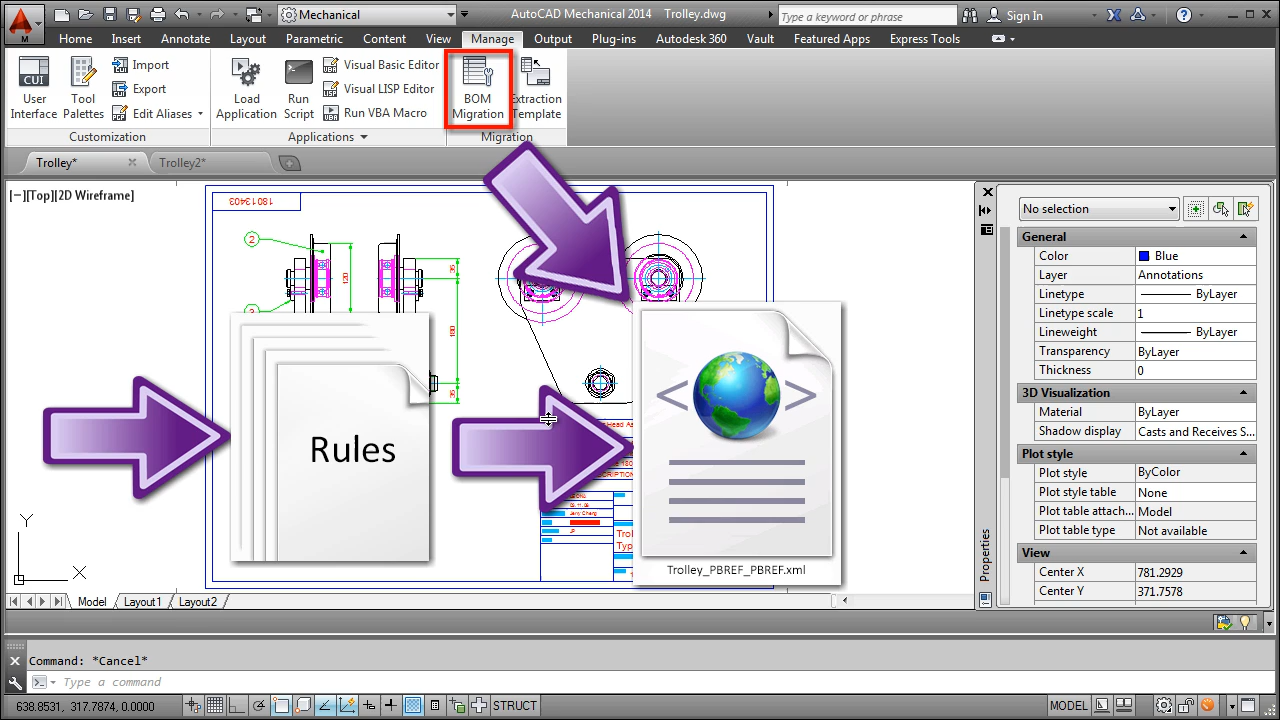 Mechanical
AutoCAD Mechanical 2014 Trolley.dwg
Type a keyword or phrase
Sign In
Home Insert Annotate Layout Parametric Content View Manage Output Plug-ins Autodesk 360 Vault Featured Apps Express Tools
CUI
User Interface
Tool Palettes
Import
Export
Edit Aliases
Load Application
Run Script
Visual Basic Editor
Visual LISP Editor
Run VBA Macro
BOM Migration
Extraction Template
Customization
Applications
Migration
Trolley*
Trolley2*
[−][Top][2D Wireframe]
18013403
2
120
35
180
35
Rules
Trolley_PBREF_PBREF.xml
Y
X
Model Layout1 Layout2
No selection
General
Color Blue
Layer Annotations
Linetype ByLayer
Linetype scale 1
Lineweight ByLayer
Transparency ByLayer
Thickness 0
3D Visualization
Material ByLayer
Shadow display Casts and Receives S...
Plot style
Plot style ByColor
Plot style table None
Plot table attach... Model
Plot table type Not available
View
Center X 781.2929
Center Y 371.7578
Properties
Command: *Cancel*
Type a command
638.8531, 317.7874, 0.0000
STRUCT
MODEL